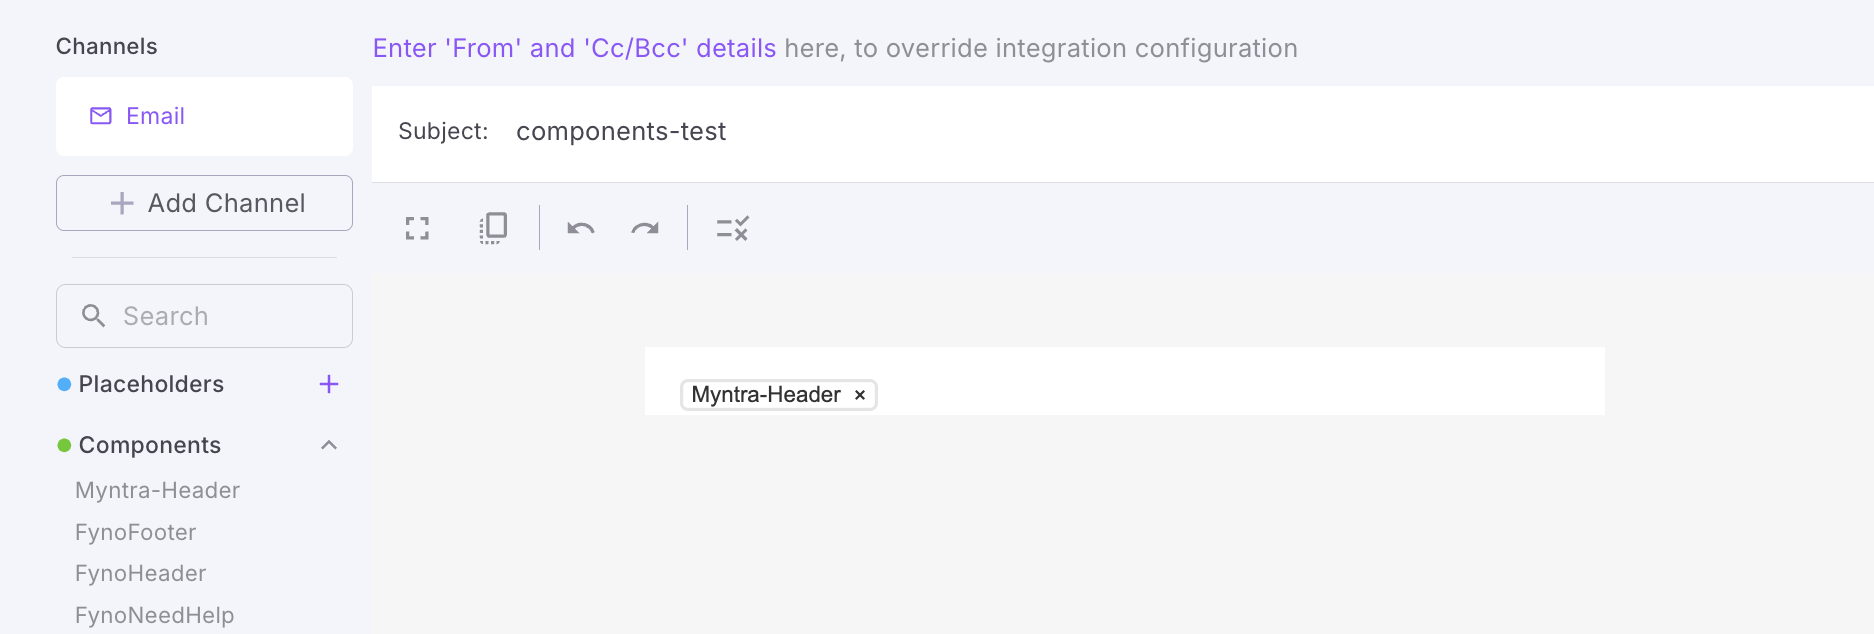 Channels
Email
Add Channel
Search
Placeholders
Components
Myntra-Header
FynoFooter
FynoHeader
FynoNeedHelp
Enter 'From' and 'Cc/Bcc' details here, to override integration configuration
Subject: components-test
Myntra-Header ×